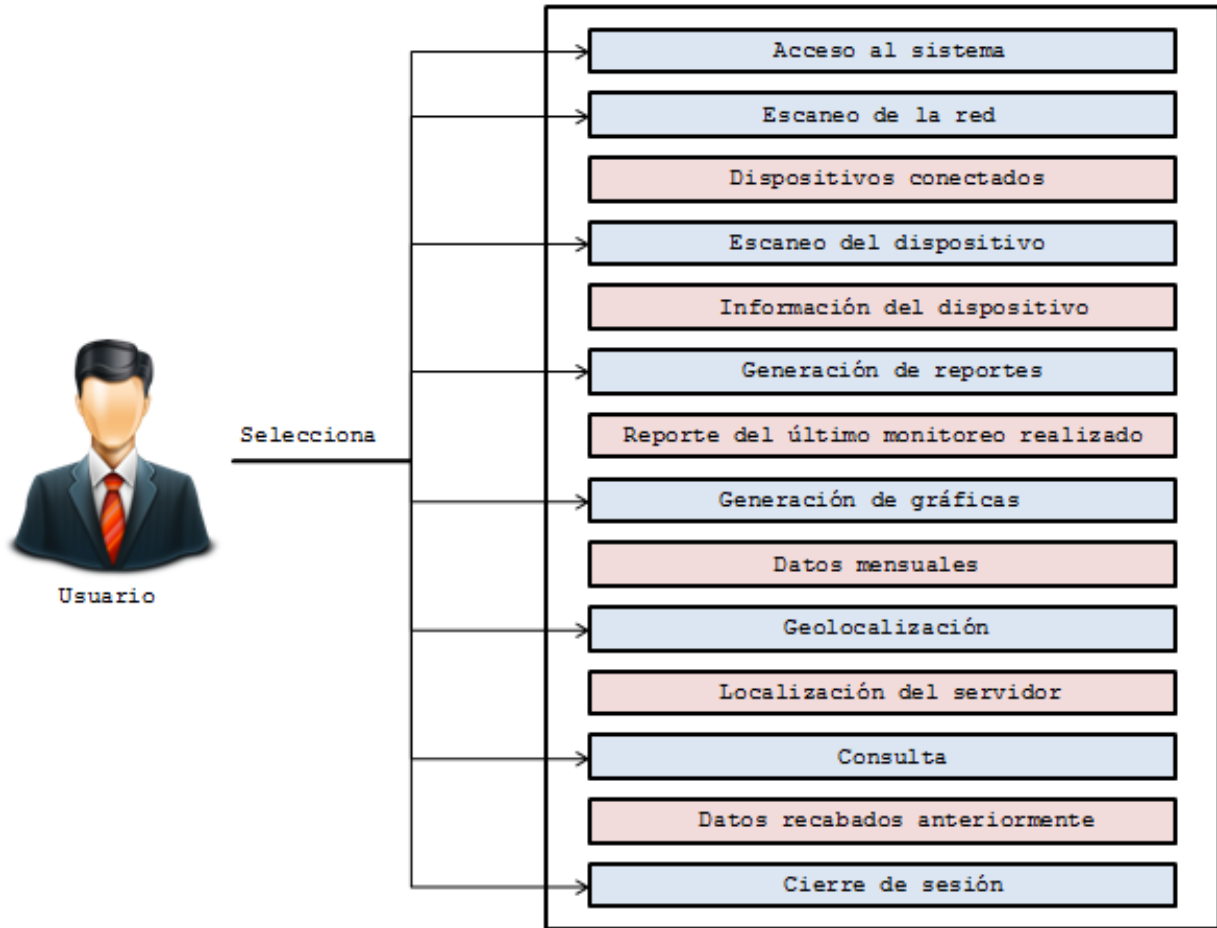 Acceso al sistema
Escaneo de la red
Dispositivos conectados
Escaneo del dispositivo
Información del dispositivo
Generación de reportes
Selecciona
Reporte del último monitoreo realizado
Generación de gráficas
Datos mensuales
Usuario
Geolocalización
Localización del servidor
Consulta
Datos recabados anteriormente
Cierre de sesión